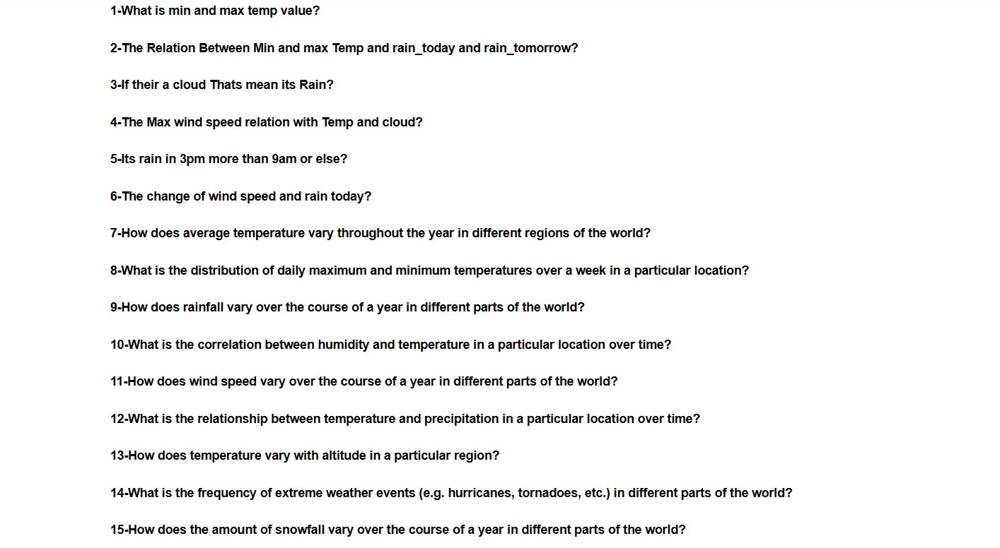 1-What is min and max temp value?
2-The Relation Between Min and max Temp and rain_today and rain_tomorrow?
3-If their a cloud Thats mean its Rain?
4-The Max wind speed relation with Temp and cloud?
5-Its rain in 3pm more than 9am or else?
6-The change of wind speed and rain today?
7-How does average temperature vary throughout the year in different regions of the world?
8-What is the distribution of daily maximum and minimum temperatures over a week in a particular location?
9-How does rainfall vary over the course of a year in different parts of the world?
10-What is the correlation between humidity and temperature in a particular location over time?
11-How does wind speed vary over the course of a year in different parts of the world?
12-What is the relationship between temperature and precipitation in a particular location over time?
13-How does temperature vary with altitude in a particular region?
14-What is the frequency of extreme weather events (e.g. hurricanes, tornadoes, etc.) in different parts of the world?
15-How does the amount of snowfall vary over the course of a year in different parts of the world?